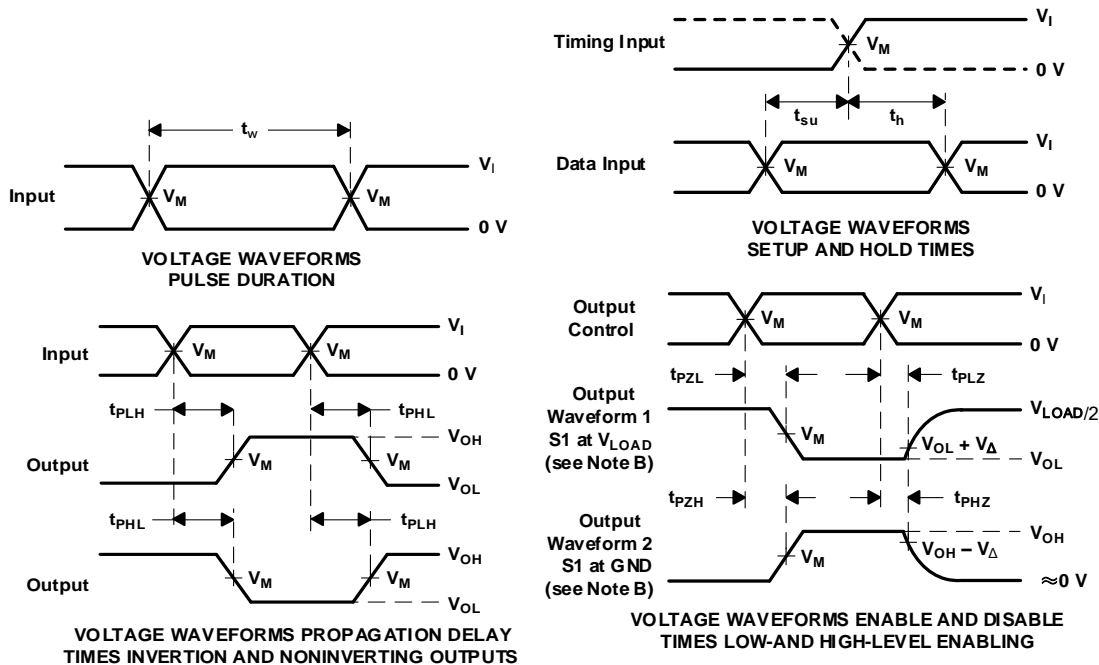 t_w
V_I
Input
V_M
V_M
0 V
VOLTAGE WAVEFORMS
PULSE DURATION
Timing Input
V_I
V_M
0 V
t_su
t_h
Data Input
V_I
V_M
V_M
0 V
VOLTAGE WAVEFORMS
SETUP AND HOLD TIMES
Input
V_I
V_M
V_M
0 V
t_PLH
t_PHL
Output
V_OH
V_M
V_M
V_OL
t_PHL
t_PLH
Output
V_OH
V_M
V_M
V_OL
VOLTAGE WAVEFORMS PROPAGATION DELAY
TIMES INVERTION AND NONINVERTING OUTPUTS
Output
Control
V_I
V_M
V_M
0 V
t_PZL
t_PLZ
Output
Waveform 1
S1 at V_LOAD
(see Note B)
V_LOAD/2
V_M
V_OL + V_Δ
V_OL
t_PZH
t_PHZ
Output
Waveform 2
S1 at GND
(see Note B)
V_OH
V_M
V_OH − V_Δ
≈0 V
VOLTAGE WAVEFORMS ENABLE AND DISABLE
TIMES LOW-AND HIGH-LEVEL ENABLING